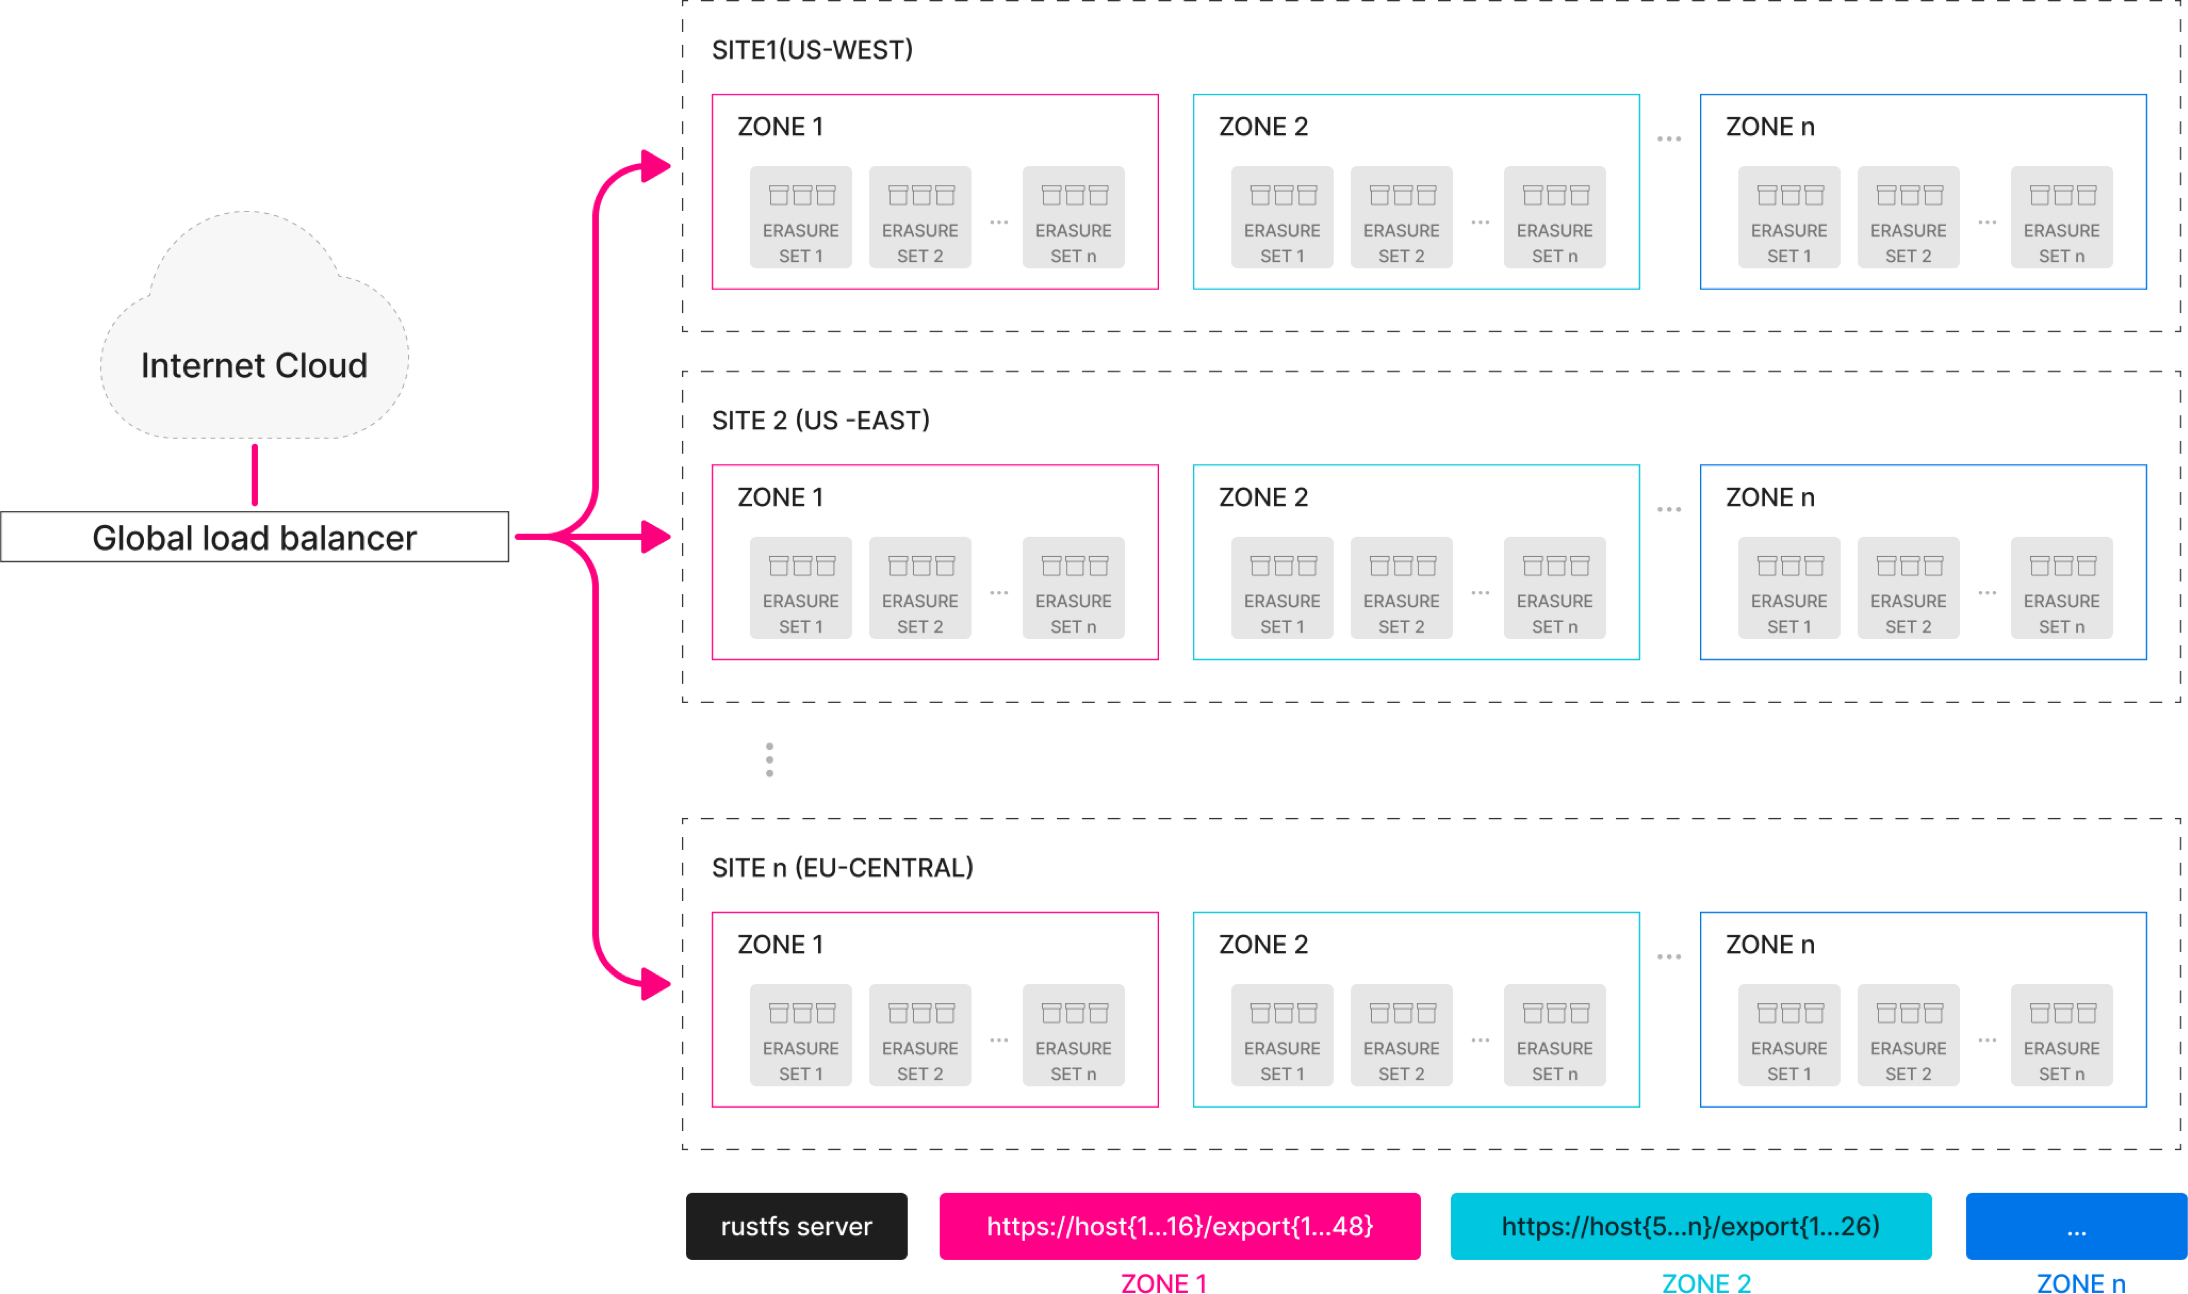 SITE1(US-WEST)
ZONE 1
ERASURE
SET 1
ERASURE
SET 2
...
ERASURE
SET n
ZONE 2
ERASURE
SET 1
ERASURE
SET 2
...
ERASURE
SET n
...
ZONE n
ERASURE
SET 1
ERASURE
SET 2
...
ERASURE
SET n
Internet Cloud
Global load balancer
SITE 2 (US -EAST)
ZONE 1
ERASURE
SET 1
ERASURE
SET 2
...
ERASURE
SET n
ZONE 2
ERASURE
SET 1
ERASURE
SET 2
...
ERASURE
SET n
...
ZONE n
ERASURE
SET 1
ERASURE
SET 2
...
ERASURE
SET n
SITE n (EU-CENTRAL)
ZONE 1
ERASURE
SET 1
ERASURE
SET 2
...
ERASURE
SET n
ZONE 2
ERASURE
SET 1
ERASURE
SET 2
...
ERASURE
SET n
...
ZONE n
ERASURE
SET 1
ERASURE
SET 2
...
ERASURE
SET n
rustfs server
https://host{1...16}/export{1...48}
ZONE 1
https://host{5...n}/export{1...26)
ZONE 2
...
ZONE n